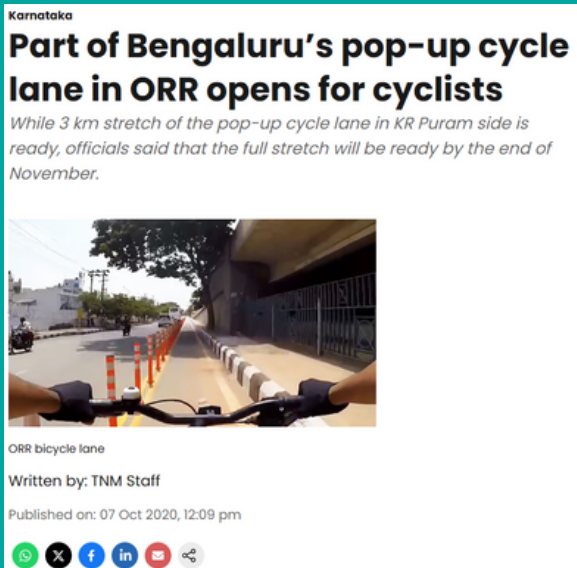 Karnataka
Part of Bengaluru's pop-up cycle
lane in ORR opens for cyclists
While 3 km stretch of the pop-up cycle lane in KR Puram side is
ready, officials said that the full stretch will be ready by the end of
November.
ORR bicycle lane
Written by: TNM Staff
Published on: 07 Oct 2020, 12:09 pm